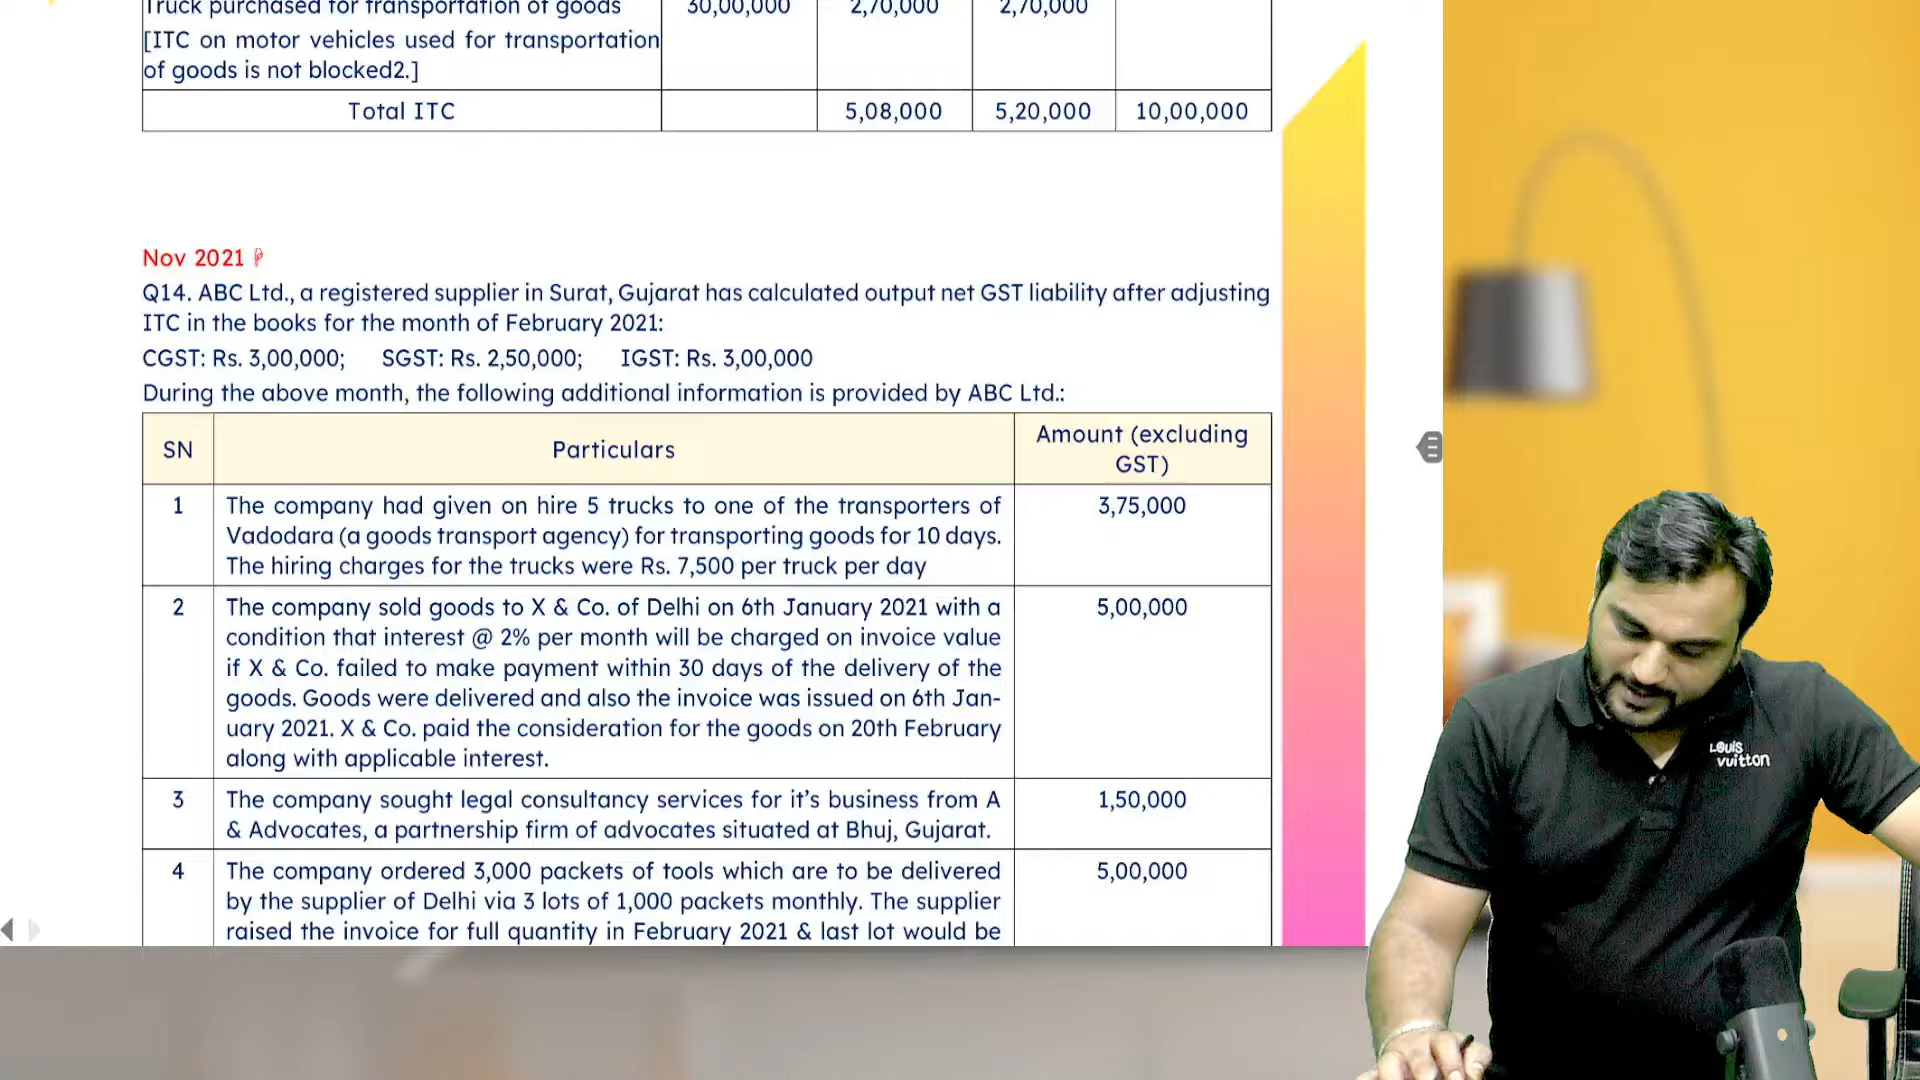 Truck purchased for transportation of goods 30,00,000 2,70,000 2,70,000
[ITC on motor vehicles used for transportation
of goods is not blocked2.]
Total ITC 5,08,000 5,20,000 10,00,000
Nov 2021
Q14. ABC Ltd., a registered supplier in Surat, Gujarat has calculated output net GST liability after adjusting
ITC in the books for the month of February 2021:
CGST: Rs. 3,00,000; SGST: Rs. 2,50,000; IGST: Rs. 3,00,000
During the above month, the following additional information is provided by ABC Ltd.:
SN Particulars Amount (excluding
GST)
1 The company had given on hire 5 trucks to one of the transporters of 3,75,000
Vadodara (a goods transport agency) for transporting goods for 10 days.
The hiring charges for the trucks were Rs. 7,500 per truck per day
2 The company sold goods to X & Co. of Delhi on 6th January 2021 with a 5,00,000
condition that interest @ 2% per month will be charged on invoice value
if X & Co. failed to make payment within 30 days of the delivery of the
goods. Goods were delivered and also the invoice was issued on 6th Jan-
uary 2021. X & Co. paid the consideration for the goods on 20th February
along with applicable interest.
3 The company sought legal consultancy services for it's business from A 1,50,000
& Advocates, a partnership firm of advocates situated at Bhuj, Gujarat.
4 The company ordered 3,000 packets of tools which are to be delivered 5,00,000
by the supplier of Delhi via 3 lots of 1,000 packets monthly. The supplier
raised the invoice for full quantity in February 2021 & last lot would be
Louis
vuitton